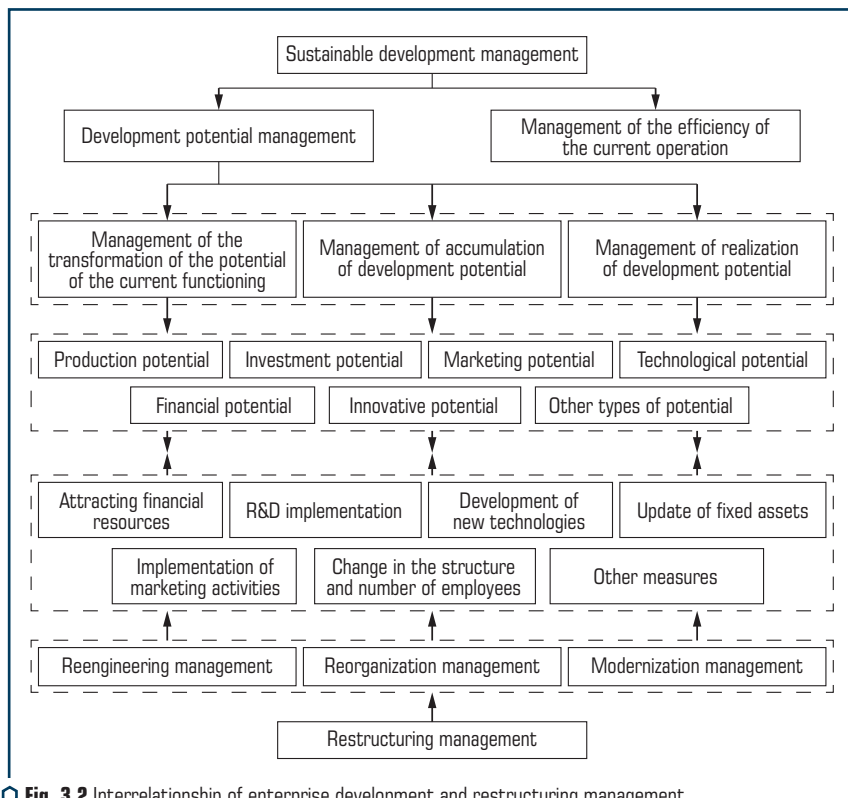 Sustainable development management
Development potential management
Management of the efficiency of
the current operation
Management of the
transformation of the potential
of the current functioning
Management of accumulation
of development potential
Management of realization
of development potential
Production potential
Investment potential
Marketing potential
Technological potential
Financial potential
Innovative potential
Other types of potential
Attracting financial
resources
R&D implementation
Development of
new technologies
Update of fixed assets
Implementation of
marketing activities
Change in the structure
and number of employees
Other measures
Reengineering management
Reorganization management
Modernization management
Restructuring management
Fig. 3.2 Interrelationship of enterprise development and restructuring management